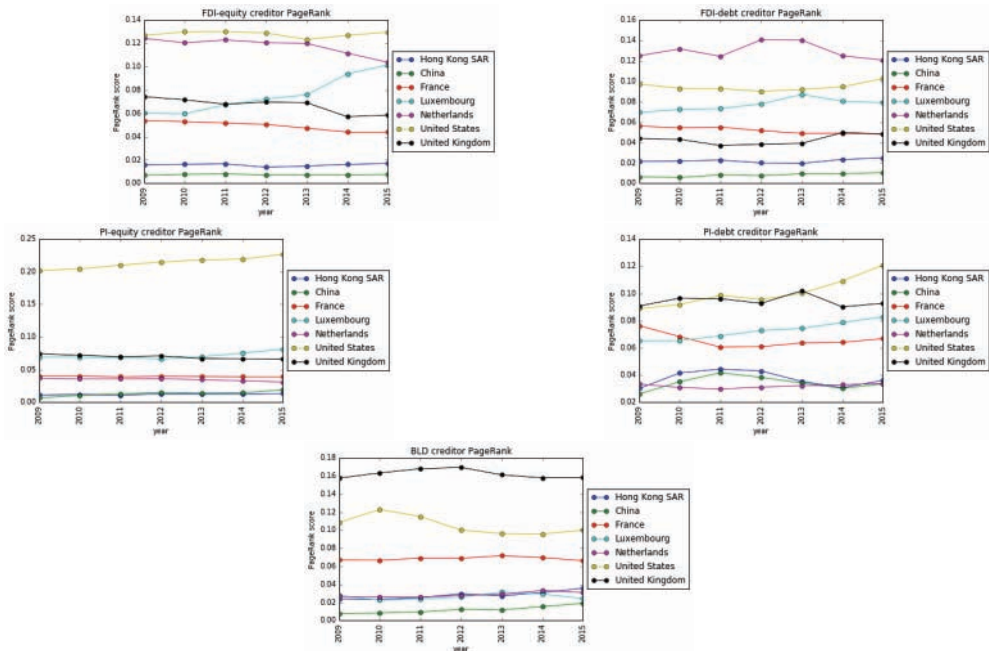 FDI-equity creditor PageRank
0.14
0.12
0.10
0.08
0.06
0.04
0.02
0.00
PageRank score
2009
2010
2011
2012
2013
2014
2015
year
Hong Kong SAR
China
France
Luxembourg
Netherlands
United States
United Kingdom
FDI-debt creditor PageRank
0.16
0.14
0.12
0.10
0.08
0.06
0.04
0.02
0.00
PageRank score
2009
2010
2011
2012
2013
2014
2015
year
Hong Kong SAR
China
France
Luxembourg
Netherlands
United States
United Kingdom
PI-equity creditor PageRank
0.25
0.20
0.15
0.10
0.05
0.00
PageRank score
2009
2010
2011
2012
2013
2014
2015
year
Hong Kong SAR
China
France
Luxembourg
Netherlands
United States
United Kingdom
PI-debt creditor PageRank
0.14
0.12
0.10
0.08
0.06
0.04
0.02
PageRank score
2009
2010
2011
2012
2013
2014
2015
year
Hong Kong SAR
China
France
Luxembourg
Netherlands
United States
United Kingdom
BLD creditor PageRank
0.18
0.16
0.14
0.12
0.10
0.08
0.06
0.04
0.02
0.00
PageRank score
2009
2010
2011
2012
2013
2014
2015
year
Hong Kong SAR
China
France
Luxembourg
Netherlands
United States
United Kingdom